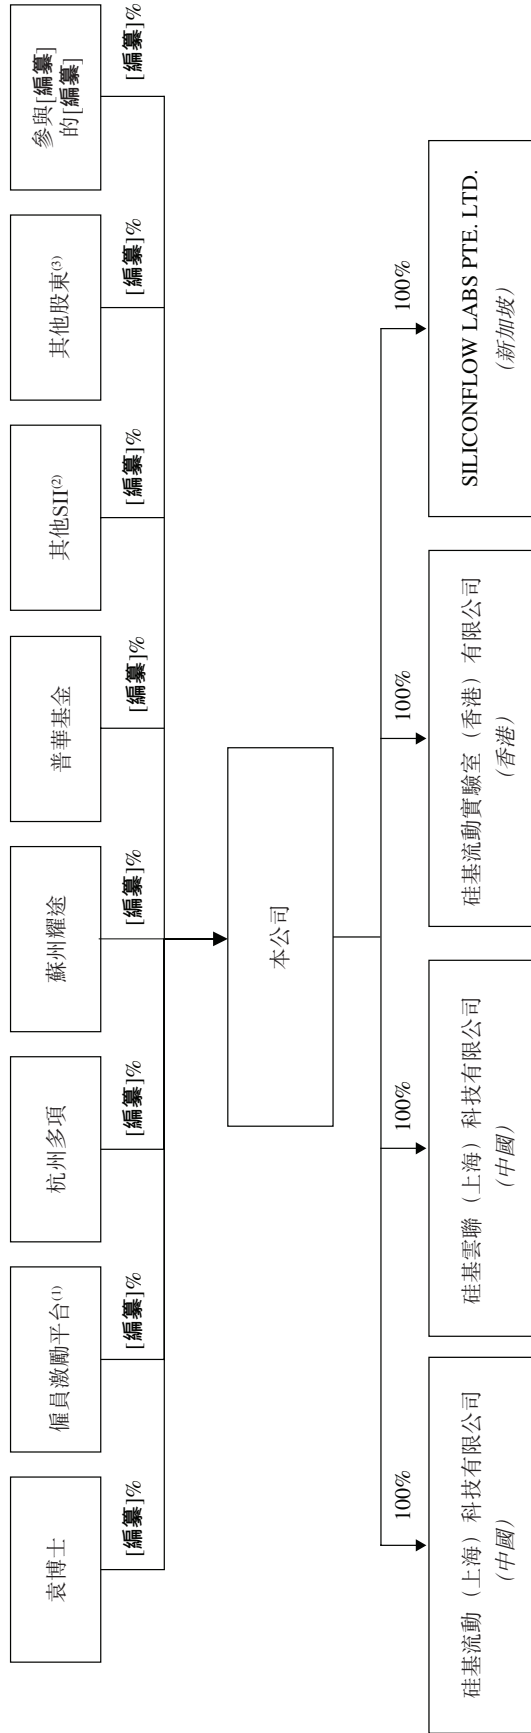 袁博士
[編纂]%
僱員激勵平台(1)
[編纂]%
杭州多項
[編纂]%
蘇州耀途
[編纂]%
普華基金
[編纂]%
其他SII(2)
[編纂]%
其他股東(3)
[編纂]%
參與[編纂]
的[編纂]
[編纂]%
本公司
100%
硅基流動（上海）科技有限公司
(中國)
100%
硅基雲聯（上海）科技有限公司
(中國)
100%
硅基流動實驗室（香港）有限公司
(香港)
100%
SILICONFLOW LABS PTE. LTD.
(新加坡)